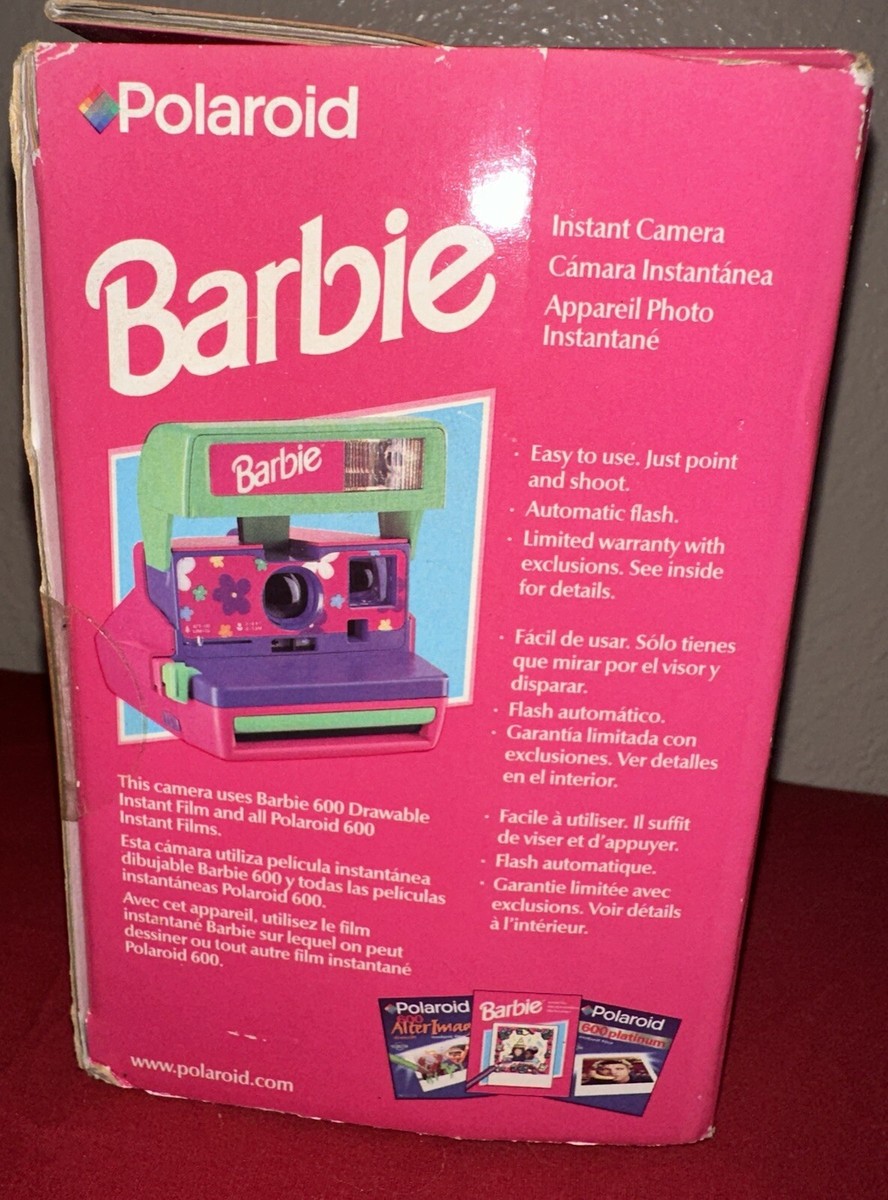 Polaroid
Barbie
Instant Camera
Cámara Instantánea
Appareil Photo
Instantané
Barbie
· Easy to use. Just point
and shoot.
· Automatic flash.
· Limited warranty with
exclusions. See inside
for details.
· Fácil de usar. Sólo tienes
que mirar por el visor y
disparar.
· Flash automático.
· Garantía limitada con
exclusiones. Ver detalles
en el interior.
· Facile à utiliser. Il suffit
de viser et d'appuyer.
· Flash automatique.
· Garantie limitée avec
exclusions. Voir détails
à l'intérieur.
This camera uses Barbie 600 Drawable
Instant Film and all Polaroid 600
Instant Films.
Esta cámara utiliza película instantánea
dibujable Barbie 600 y todas las películas
instantáneas Polaroid 600.
Avec cet appareil, utilisez le film
instantané Barbie sur lequel on peut
dessiner ou tout autre film instantané
Polaroid 600.
www.polaroid.com
Polaroid
600
AlterImag
Barbie
Polaroid
600platinum